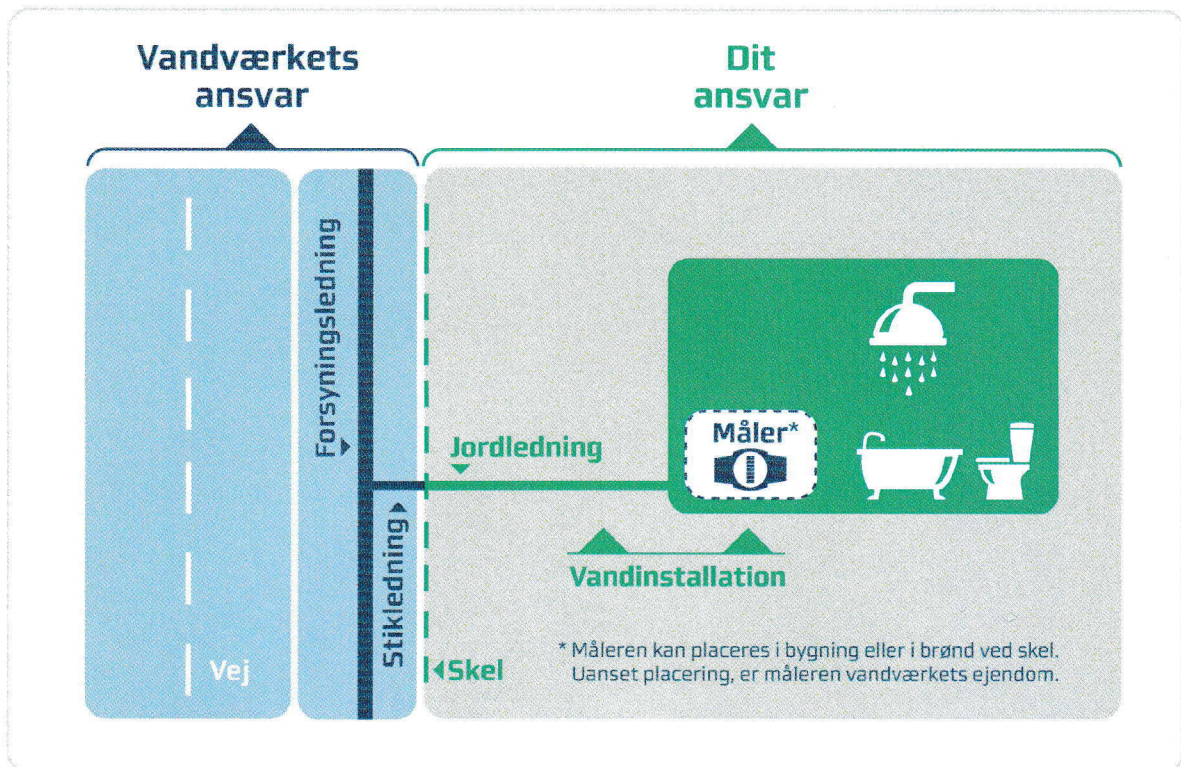 Vandværkets
ansvar
Dit
ansvar
Forsyningsledning
Stikledning
Vej
Jordledning
Måler*
Vandinstallation
Skel
* Måleren kan placeres i bygning eller i brønd ved skel.
Uanset placering, er måleren vandværkets ejendom.